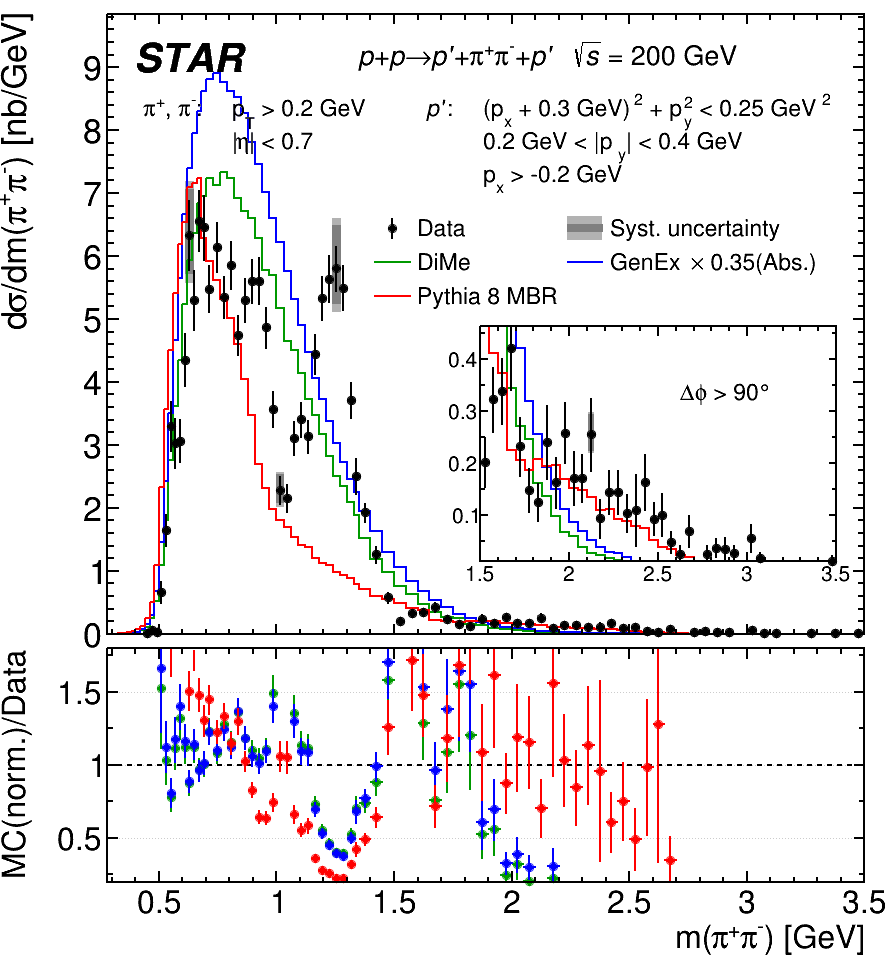 STAR p+p→p′+π⁺π⁻+p′ √s = 200 GeV
π⁺, π⁻ p_T > 0.2 GeV p′: (p_x + 0.3 GeV)² + p_y² < 0.25 GeV²
|η| < 0.7 0.2 GeV < |p_y| < 0.4 GeV
p_x > -0.2 GeV
Data Syst. uncertainty
DiMe GenEx × 0.35(Abs.)
Pythia 8 MBR
dσ/dm(π⁺π⁻) [nb/GeV]
9
8
7
6
5
4
3
2
1
0
Δϕ > 90°
0.4
0.3
0.2
0.1
1.5 2 2.5 3 3.5
MC(norm.)/Data
1.5
1
0.5
0.5 1 1.5 2 2.5 3 3.5
m(π⁺π⁻) [GeV]